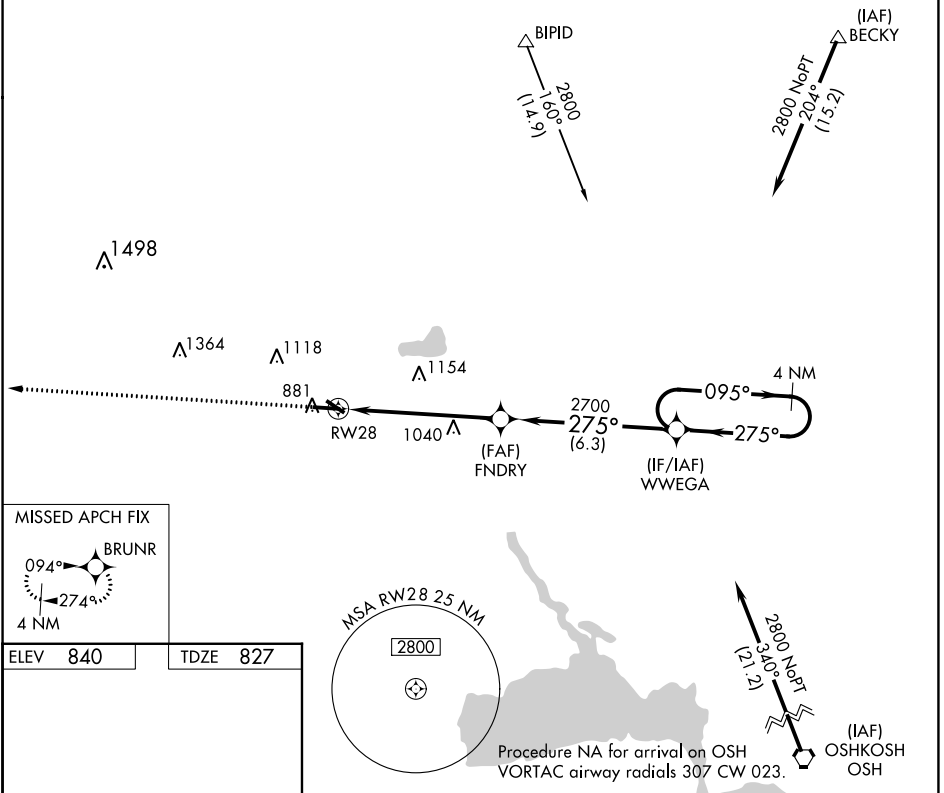 BIPID
2800
160°
(14.9)
(IAF)
BECKY
2800 NoPT
204°
(15.2)
1498
1364
1118
1154
881
RW28
1040
(FAF)
FNDRY
2700
275°
(6.3)
(IF/IAF)
WWEGA
095°
4 NM
275°
MISSED APCH FIX
BRUNR
094°
274°
4 NM
ELEV 840
TDZE 827
MSA RW28 25 NM
2800
2800 NoPT
340°
(21.2)
(IAF)
OSHKOSH
OSH
Procedure NA for arrival on OSH
VORTAC airway radials 307 CW 023.